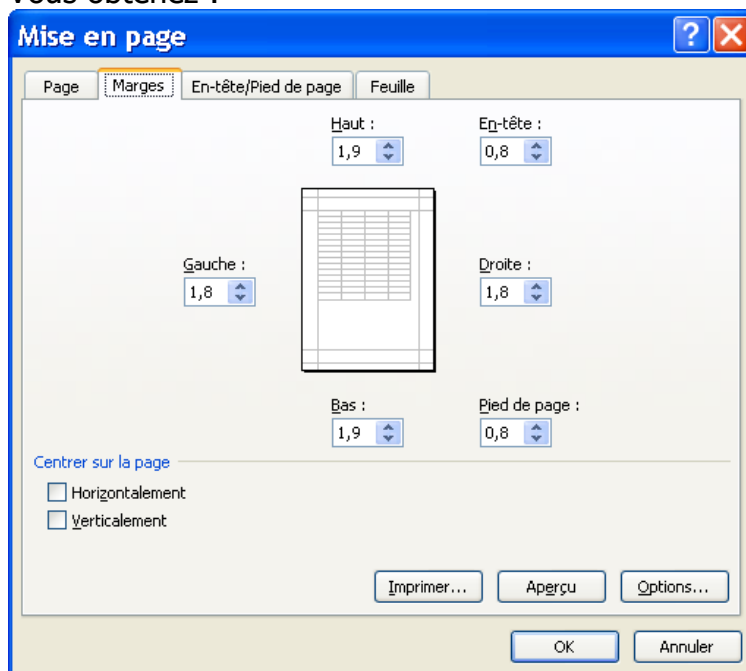 Vous obtenez :
Mise en page
Page Marges En-tête/Pied de page Feuille
Haut : En-tête :
1,9 0,8
Gauche : Droite :
1,8 1,8
Bas : Pied de page :
1,9 0,8
Centrer sur la page
Horizontalement
Verticalement
Imprimer... Aperçu Options...
OK Annuler